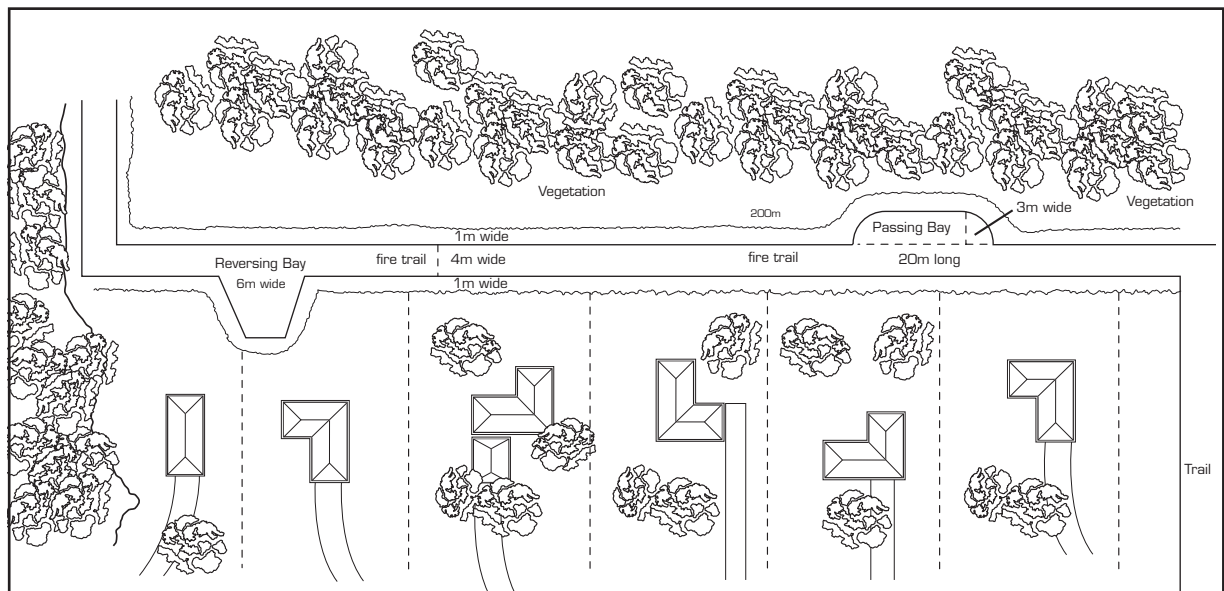 Vegetation
200m
3m wide
Vegetation
Passing Bay
1m wide
Reversing Bay
fire trail
4m wide
fire trail
20m long
6m wide
1m wide
Trail